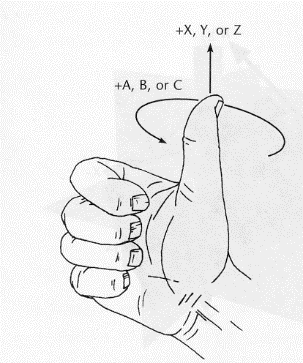 +X, Y, or Z
+A, B, or C